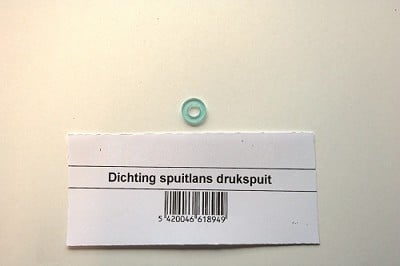 Dichting spuitlans drukspuit
5 420046 618949